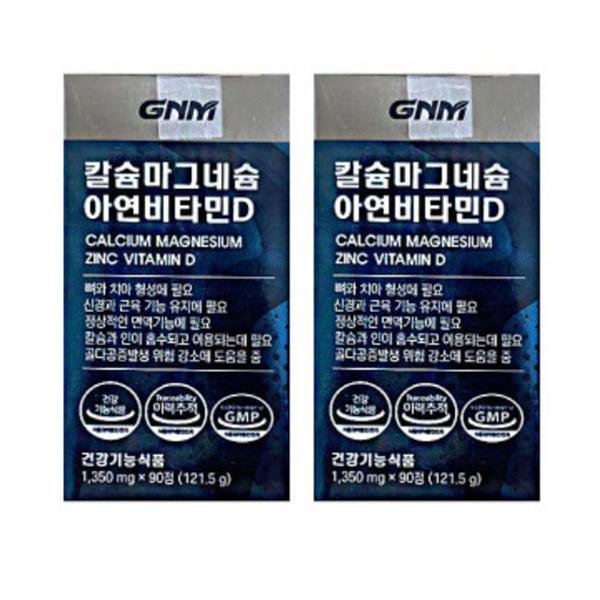 GNM
칼슘마그네슘
아연비타민D
CALCIUM MAGNESIUM
ZINC VITAMIN D
뼈와 치아 형성에 필요
신경과 근육 기능 유지에 필요
정상적인 면역기능에 필요
칼슘과 인이 흡수되고 이용되는데 필요
골다공증발생 위험 감소에 도움을 줌
건강
기능식품
Traceability
이력추적
GMP
건강기능식품
1,350 mg × 90정 (121.5 g)
GNM
칼슘마그네슘
아연비타민D
CALCIUM MAGNESIUM
ZINC VITAMIN D
뼈와 치아 형성에 필요
신경과 근육 기능 유지에 필요
정상적인 면역기능에 필요
칼슘과 인이 흡수되고 이용되는데 필요
골다공증발생 위험 감소에 도움을 줌
건강
기능식품
Traceability
이력추적
GMP
건강기능식품
1,350 mg × 90정 (121.5 g)